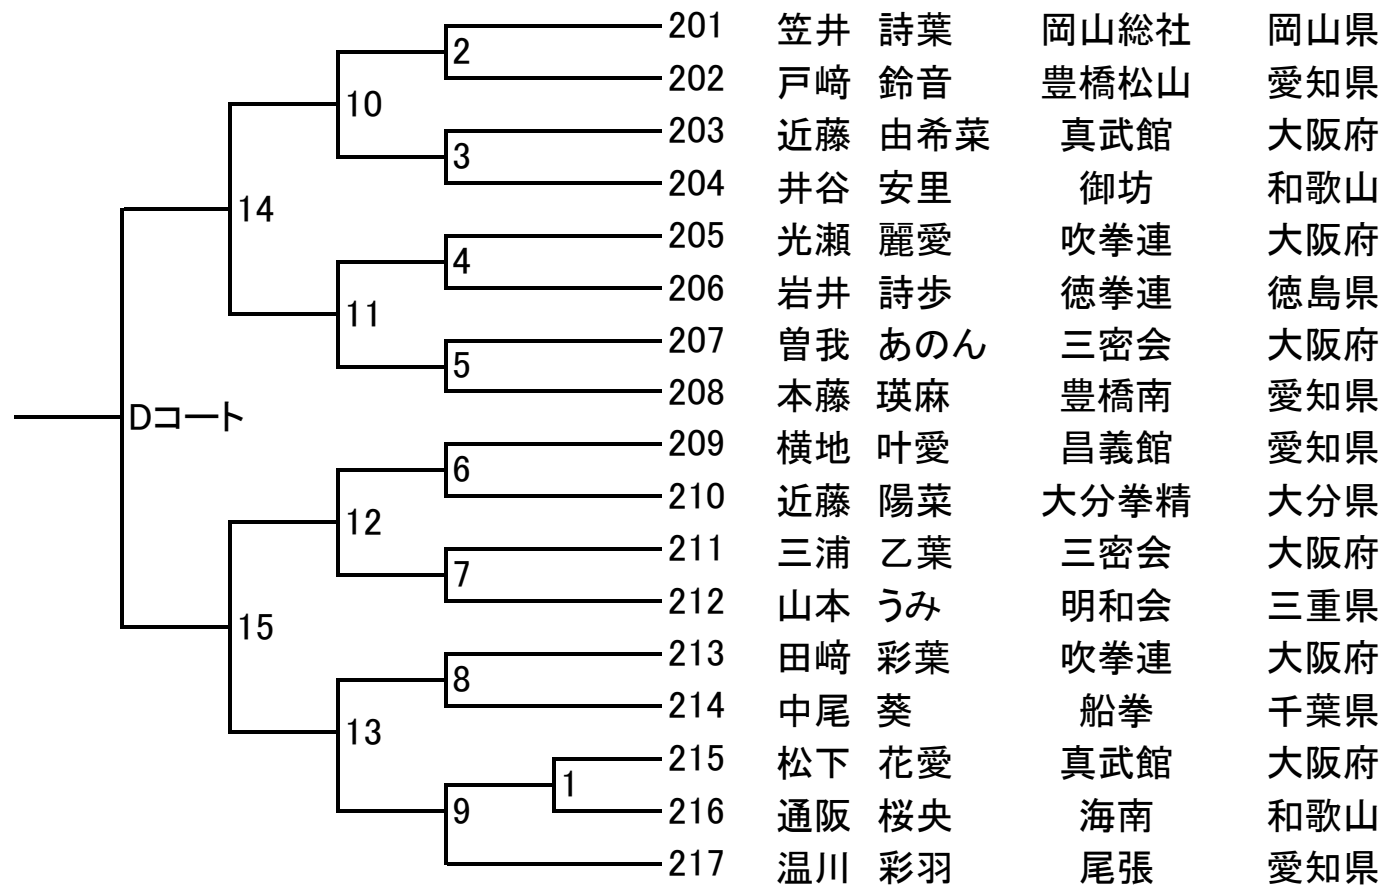 201 笠井 詩葉 岡山総社 岡山県
2
202 戸﨑 鈴音 豊橋松山 愛知県
10
203 近藤 由希菜 真武館 大阪府
3
204 井谷 安里 御坊 和歌山
14
205 光瀬 麗愛 吹拳連 大阪府
4
206 岩井 詩歩 徳拳連 徳島県
11
207 曽我 あのん 三密会 大阪府
5
208 本藤 瑛麻 豊橋南 愛知県
Dコート
209 横地 叶愛 昌義館 愛知県
6
210 近藤 陽菜 大分拳精 大分県
12
211 三浦 乙葉 三密会 大阪府
7
212 山本 うみ 明和会 三重県
15
213 田﨑 彩葉 吹拳連 大阪府
8
214 中尾 葵 船拳 千葉県
13
215 松下 花愛 真武館 大阪府
1
216 通阪 桜央 海南 和歌山
9
217 温川 彩羽 尾張 愛知県